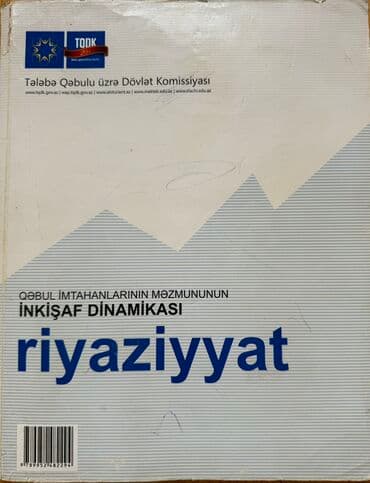 TQDK
Tələbə Qəbulu üzrə Dövlət Komissiyası
QƏBUL İMTAHANLARININ MƏZMUNUNUN
İNKİŞAF DİNAMİKASI
riyaziyyat